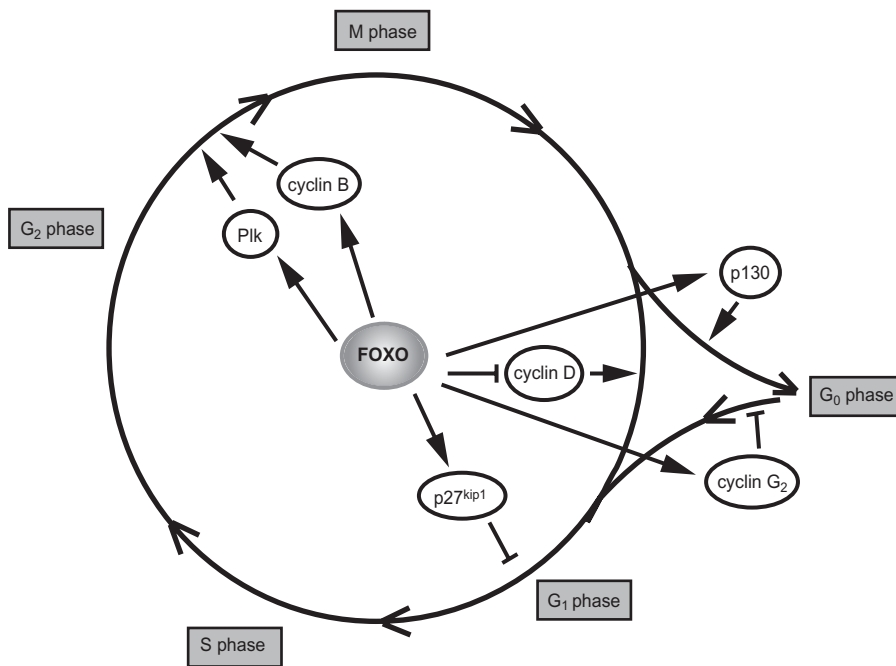 M phase
cyclin B
G₂ phase
Plk
p130
FOXO
cyclin D
G₀ phase
p27ᵏⁱᵖ¹
cyclin G₂
G₁ phase
S phase